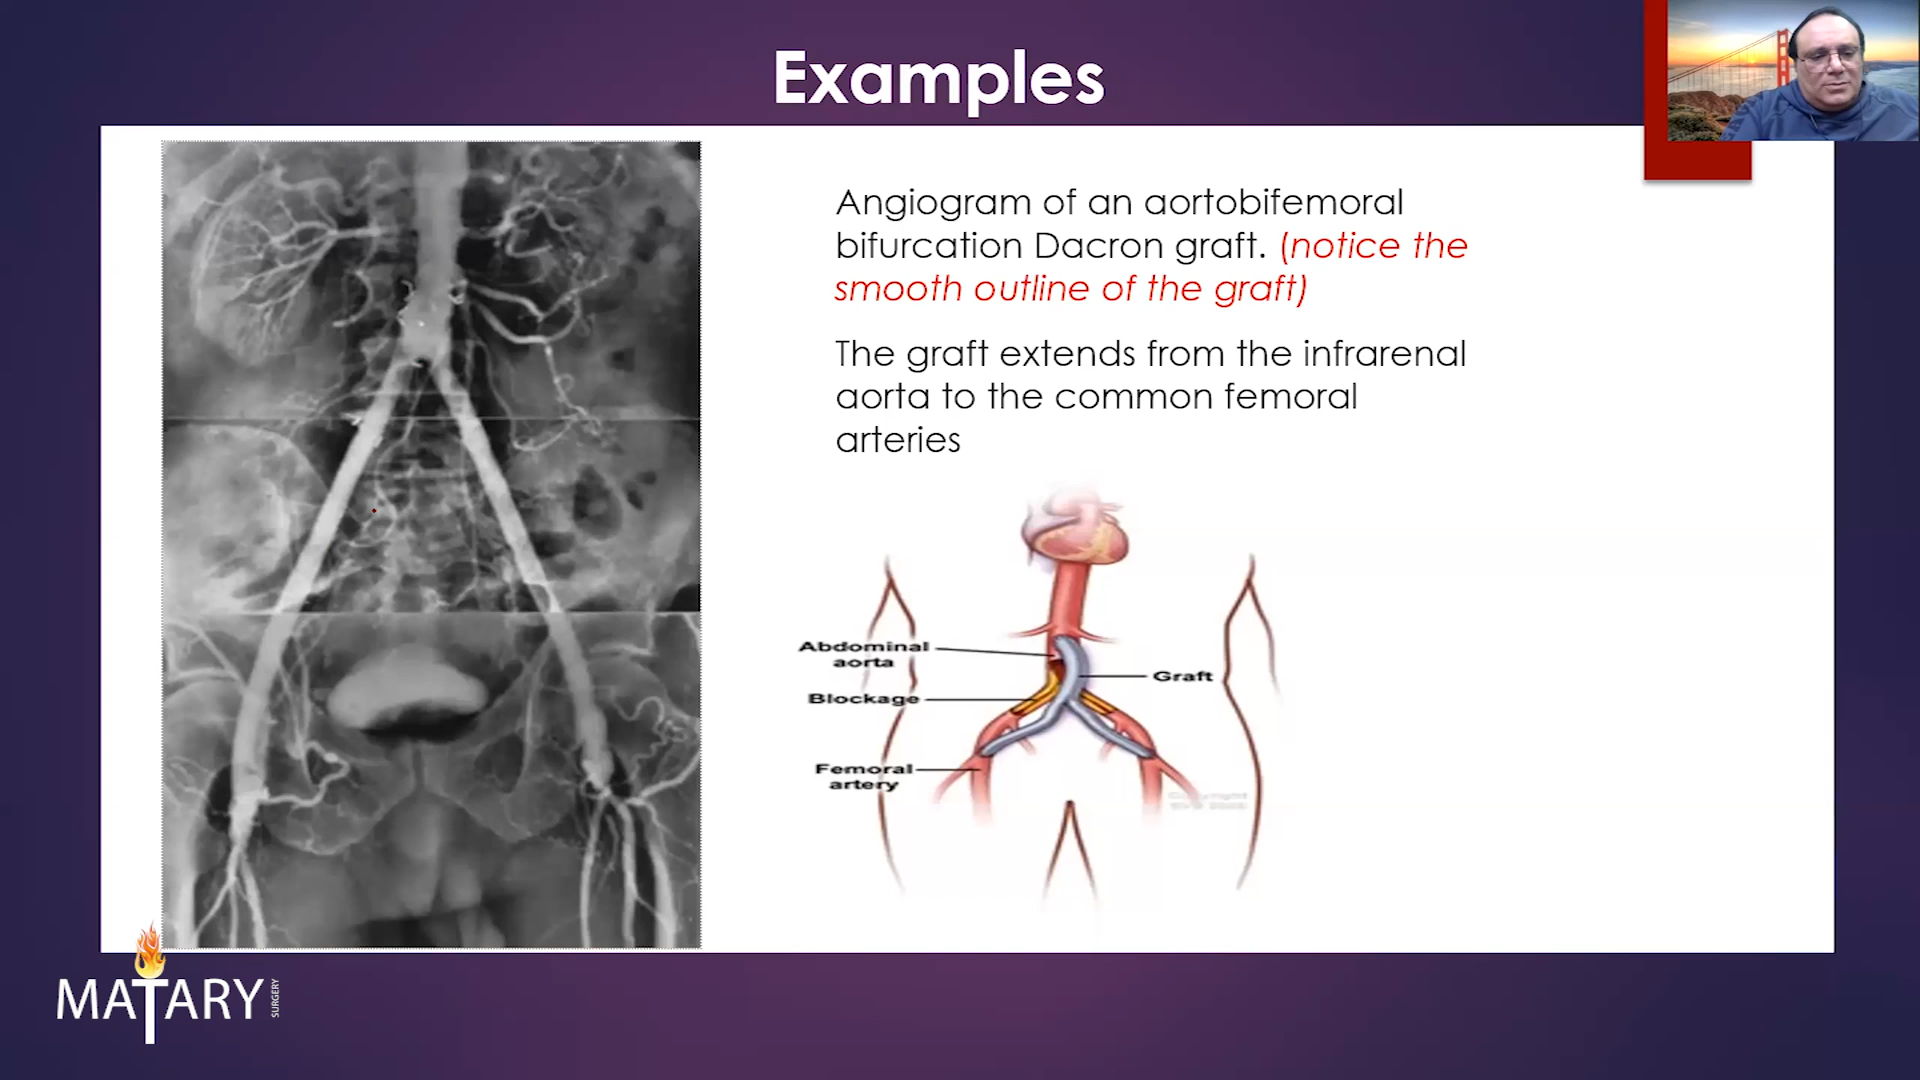 Examples
Angiogram of an aortobifemoral
bifurcation Dacron graft. (notice the
smooth outline of the graft)
The graft extends from the infrarenal
aorta to the common femoral
arteries
Abdominal
aorta
Graft
Blockage
Femoral
artery
MATARY
SURGERY